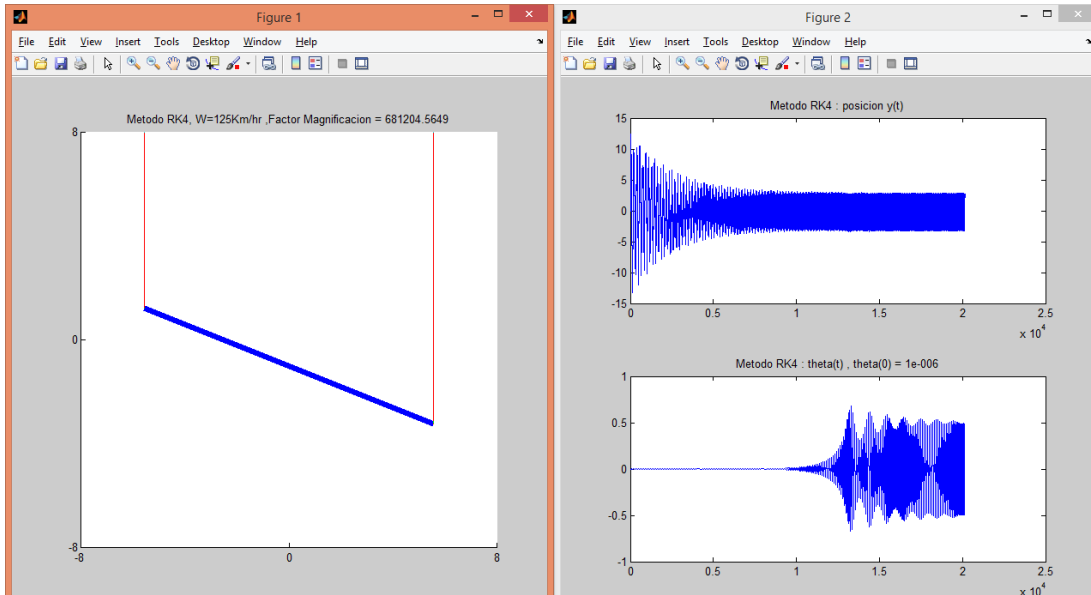 Figure 1
File Edit View Insert Tools Desktop Window Help
Metodo RK4, W=125Km/hr ,Factor Magnificacion = 681204.5649
8
0
-8
-8 0 8
Figure 2
File Edit View Insert Tools Desktop Window Help
Metodo RK4 : posicion y(t)
15
10
5
0
-5
-10
-15
0 0.5 1 1.5 2 2.5
x 10^4
Metodo RK4 : theta(t) , theta(0) = 1e-006
1
0.5
0
-0.5
-1
0 0.5 1 1.5 2 2.5
x 10^4